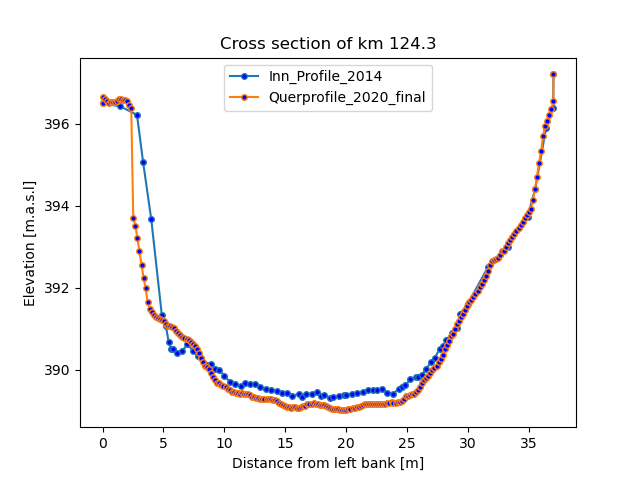 Cross section of km 124.3
Inn_Profile_2014
Querprofile_2020_final
Elevation [m.a.s.l]
396
394
392
390
0 5 10 15 20 25 30 35
Distance from left bank [m]